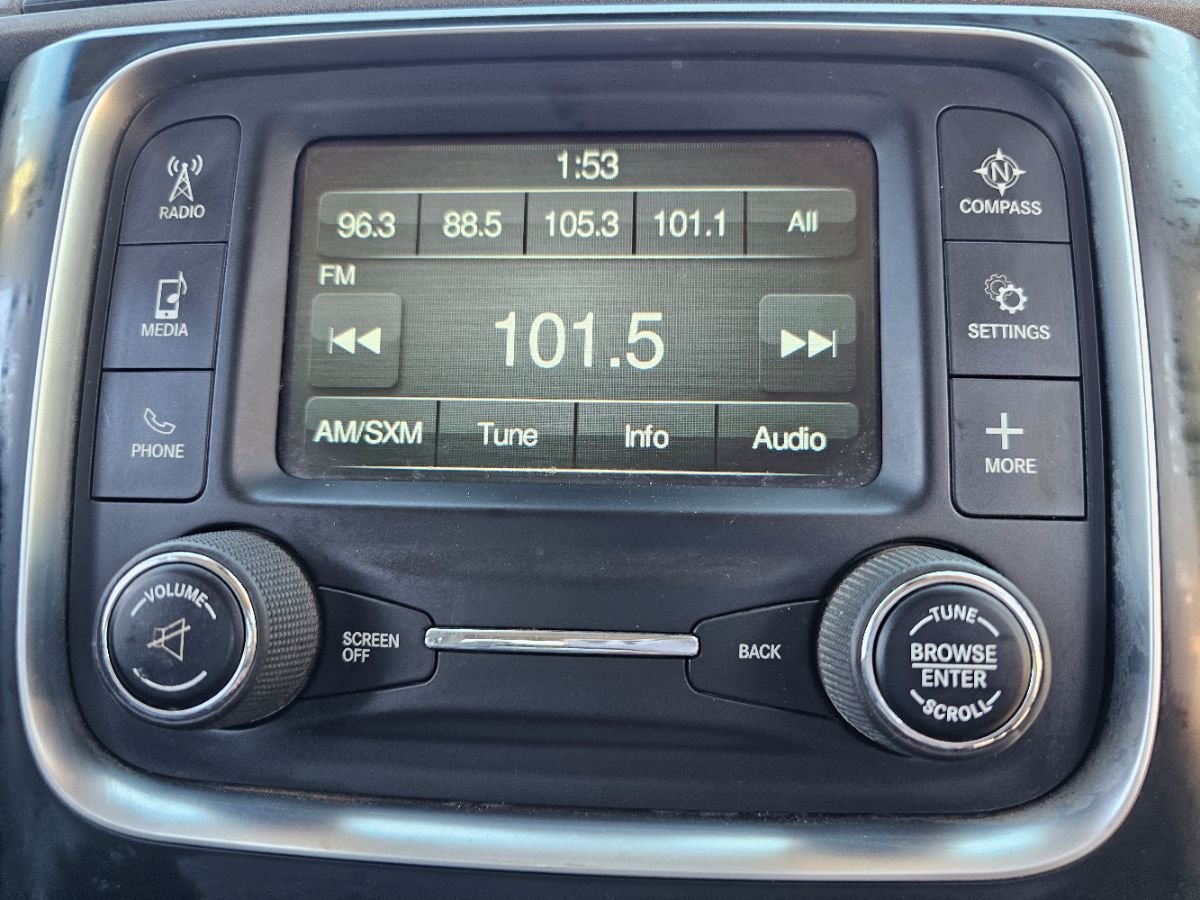 1:53
RADIO
96.3 88.5 105.3 101.1 All
N
COMPASS
FM
MEDIA
101.5
SETTINGS
PHONE
AM/SXM Tune Info Audio
MORE
VOLUME
SCREEN
OFF
BACK
TUNE
BROWSE
ENTER
SCROLL